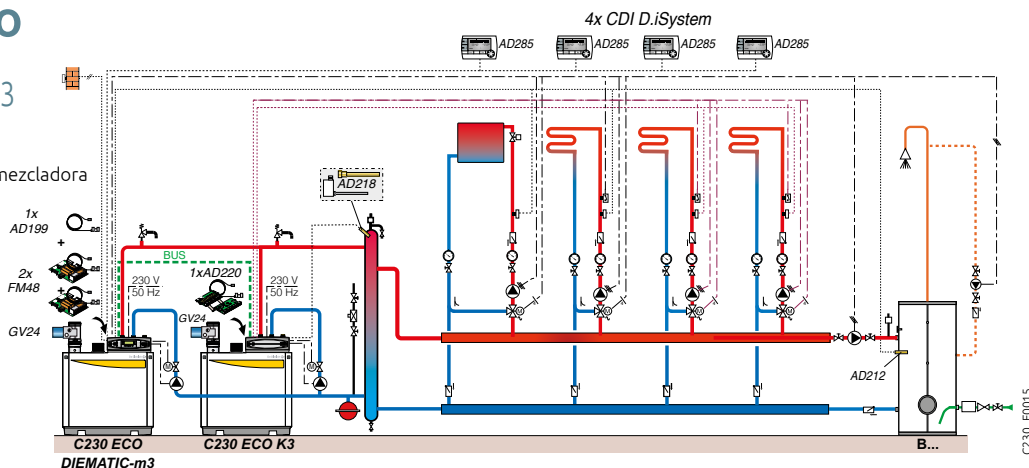 o
4x CDI D.iSystem
AD285
AD285
AD285
AD285
3
mezcladora
AD218
1x
AD199
+
2x
FM48
+
GV24
BUS
230 V
50 Hz
1xAD220
230 V
50 Hz
GV24
M
M
M
M
M
M
AD212
C230 ECO
DIEMATIC-m3
C230 ECO K3
B...
C230_F0015